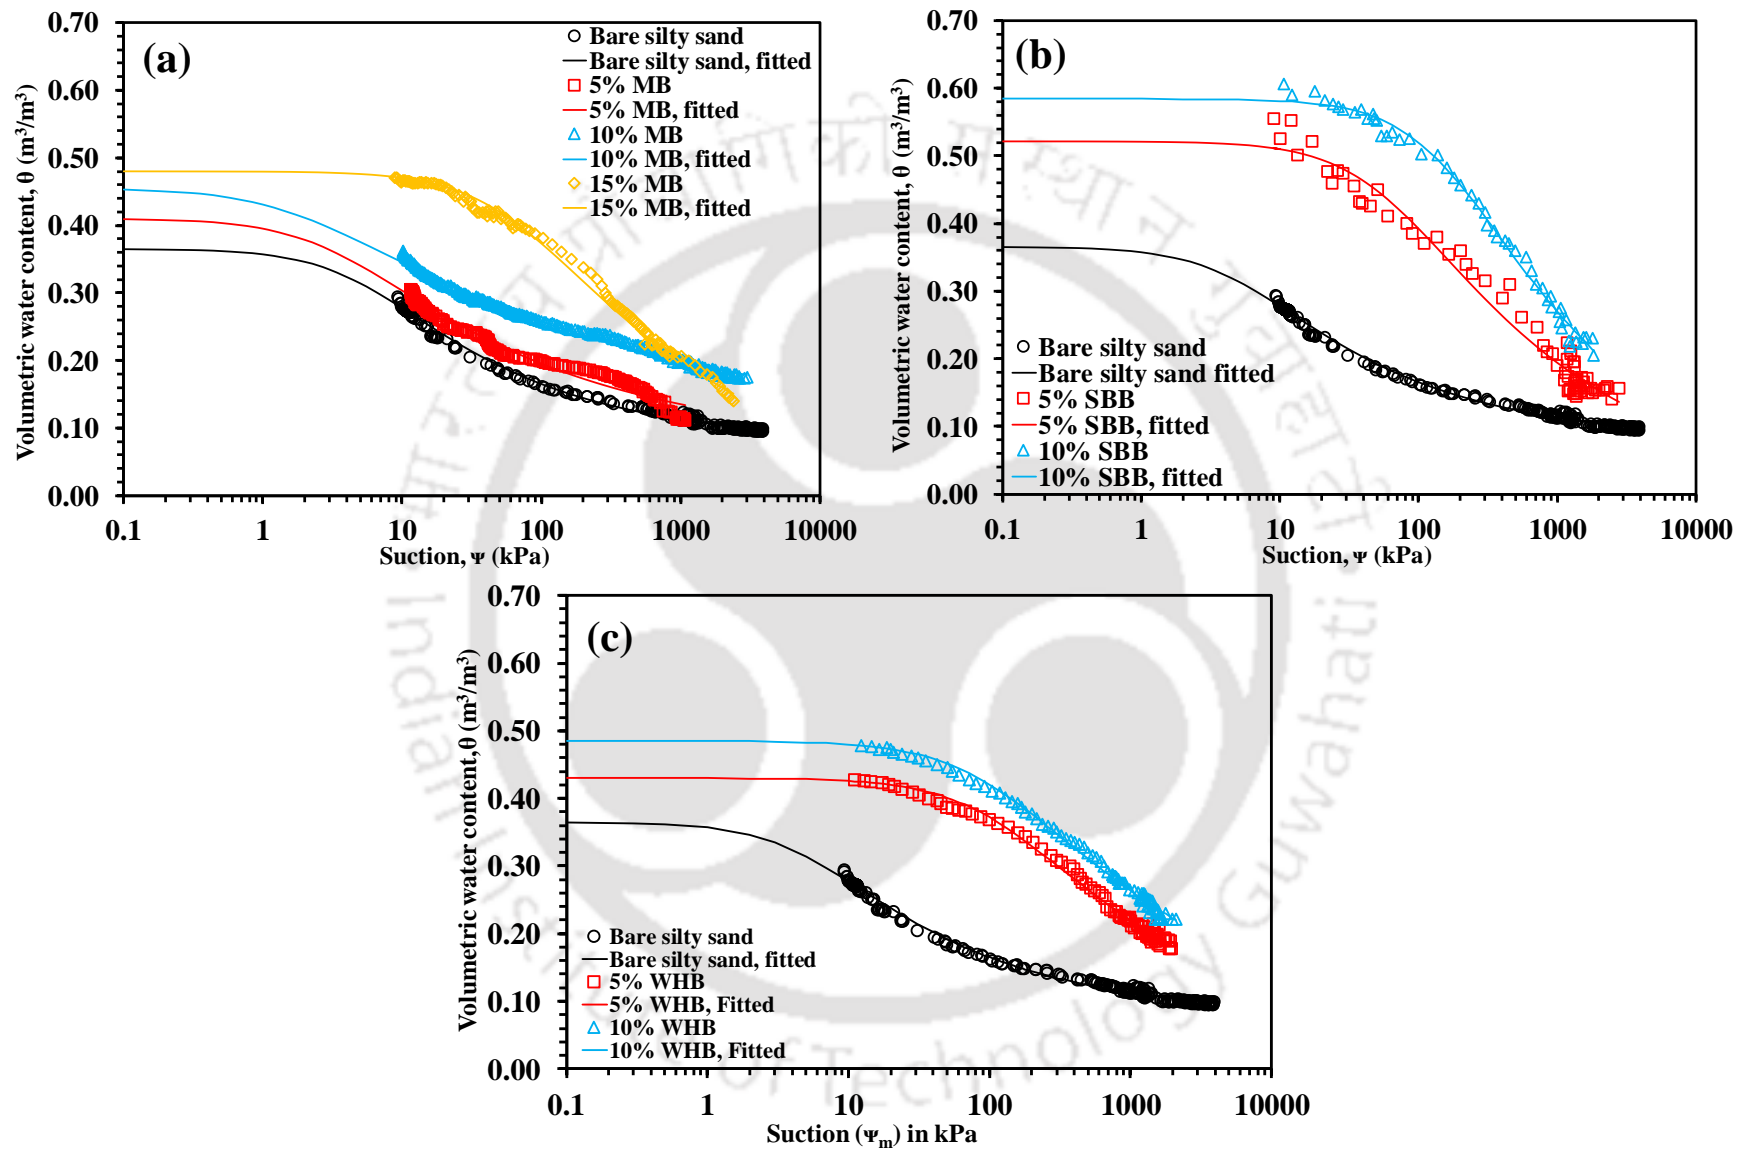 (a)
0.70
0.60
0.50
0.40
0.30
0.20
0.10
0.00
Volumetric water content, θ (m³/m³)
Bare silty sand
Bare silty sand, fitted
5% MB
5% MB, fitted
10% MB
10% MB, fitted
15% MB
15% MB, fitted
0.1 1 10 100 1000 10000
Suction, Ψ (kPa)
(b)
0.70
0.60
0.50
0.40
0.30
0.20
0.10
0.00
Volumetric water content, θ (m³/m³)
Bare silty sand
Bare silty sand fitted
5% SBB
5% SBB, fitted
10% SBB
10% SBB, fitted
0.1 1 10 100 1000 10000
Suction, Ψ (kPa)
(c)
0.70
0.60
0.50
0.40
0.30
0.20
0.10
0.00
Volumetric water content,θ (m³/m³)
Bare silty sand
Bare silty sand, fitted
5% WHB
5% WHB, Fitted
10% WHB
10% WHB, Fitted
0.1 1 10 100 1000 10000
Suction (Ψm) in kPa
Indian Institute of Technology Guwahati